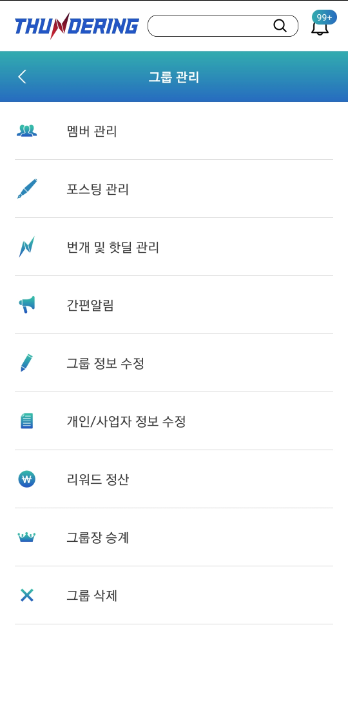 THUNDERING
99+
그룹 관리
멤버 관리
포스팅 관리
번개 및 핫딜 관리
간편알림
그룹 정보 수정
개인/사업자 정보 수정
리워드 정산
그룹장 승계
그룹 삭제